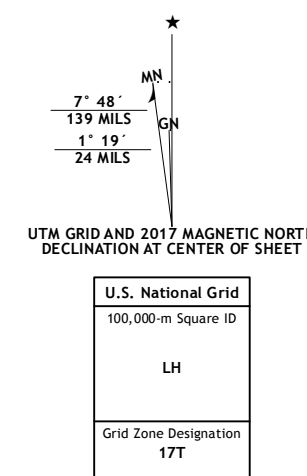 MN
GN
7° 48´
139 MILS
1° 19´
24 MILS
UTM GRID AND 2017 MAGNETIC NORTH
DECLINATION AT CENTER OF SHEET
U.S. National Grid
100,000-m Square ID
LH
Grid Zone Designation
17T